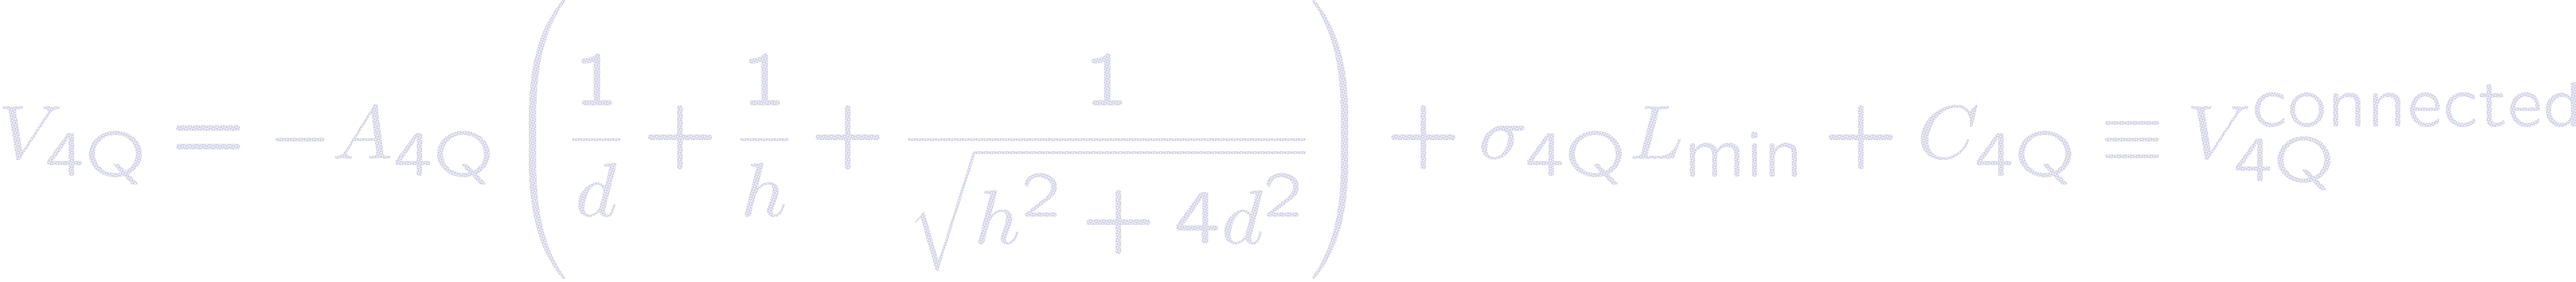 $V_{4Q} = -A_{4Q} \left( \frac{1}{d} + \frac{1}{h} + \frac{1}{\sqrt{h^2 + 4d^2}} \right) + \sigma_{4Q} L_{\min} + C_{4Q} \equiv V_{4Q}^{\text{connected}}$